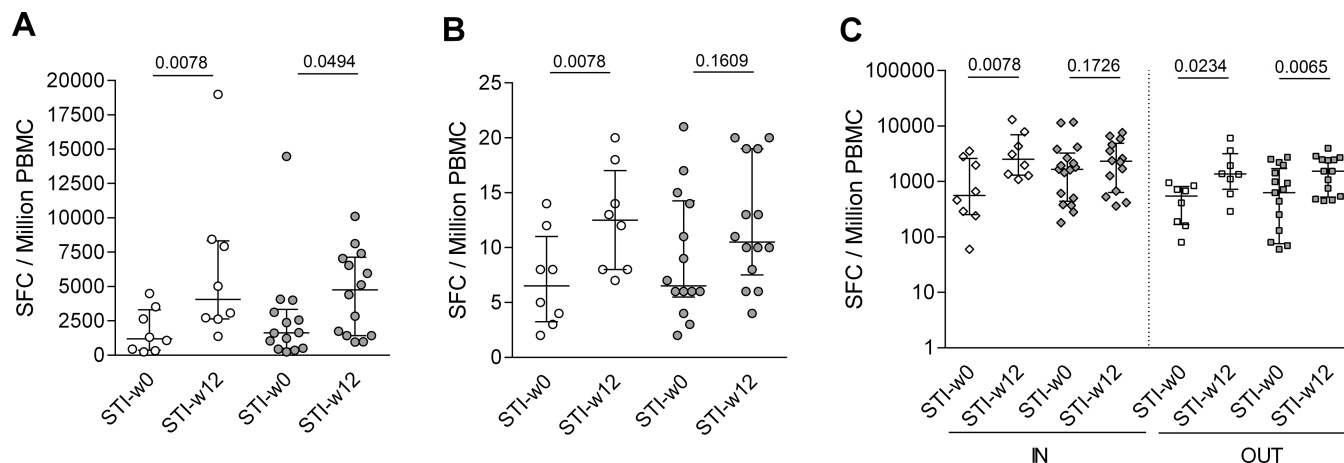 A
0.0078
0.0494
20000
17500
15000
12500
10000
7500
5000
2500
0
SFC / Million PBMC
STI-w0
STI-w12
STI-w0
STI-w12
B
0.0078
0.1609
25
20
15
10
5
0
SFC / Million PBMC
STI-w0
STI-w12
STI-w0
STI-w12
C
0.0078
0.1726
0.0234
0.0065
100000
10000
1000
100
10
1
SFC / Million PBMC
STI-w0
STI-w12
STI-w0
STI-w12
STI-w0
STI-w12
STI-w0
STI-w12
IN
OUT